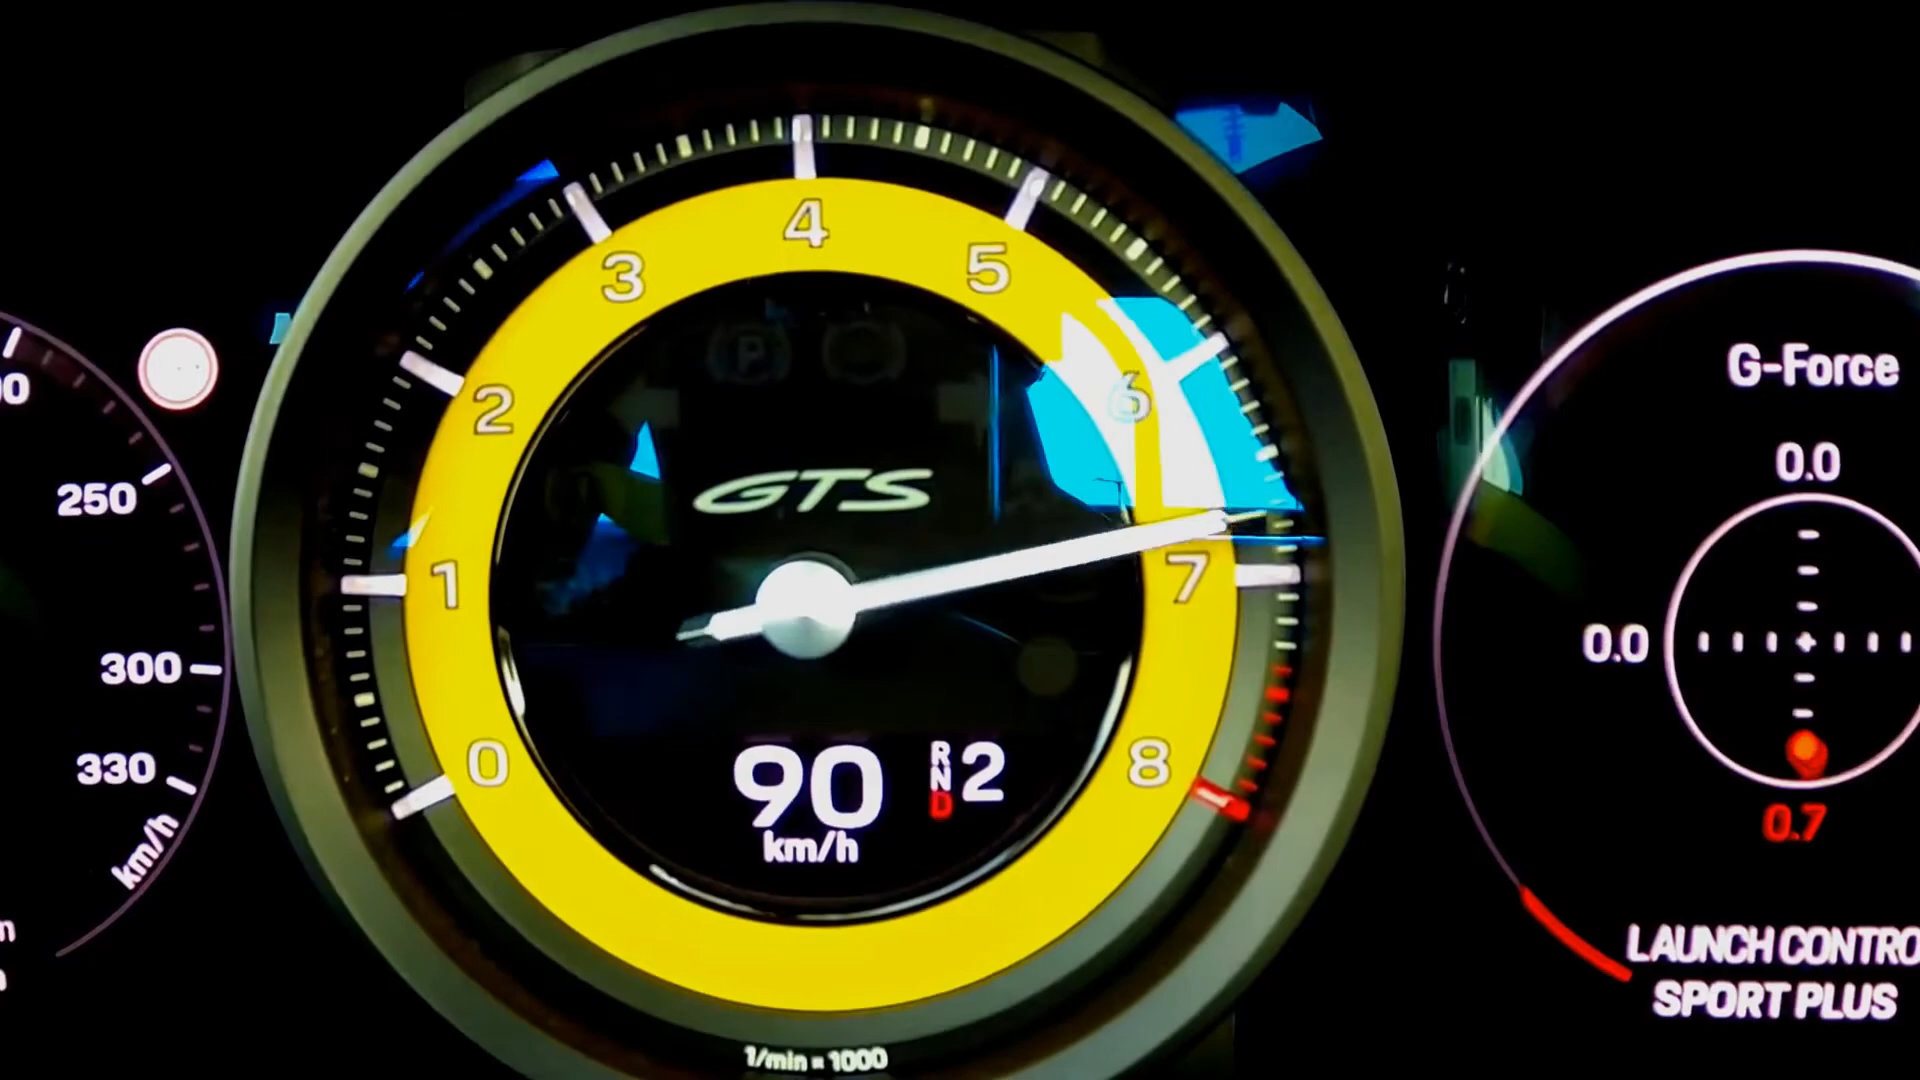 250
300
330
km/h
4
3
5
2
6
1
7
0
8
P
GTS
90
km/h
R
N
D
2
1/min = 1000
G-Force
0.0
0.0
0.7
LAUNCH CONTRO
SPORT PLUS